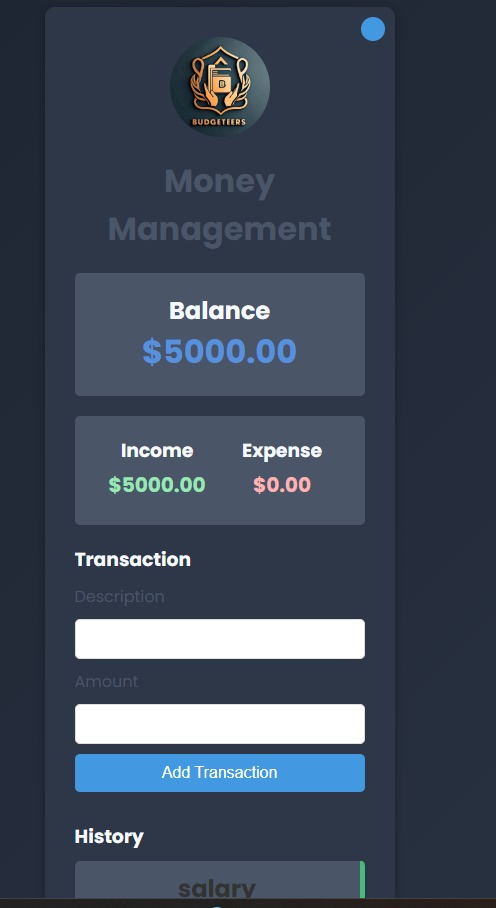 BUDGETEERS
Money
Management
Balance
$5000.00
Income Expense
$5000.00 $0.00
Transaction
Description
Amount
Add Transaction
History
salary